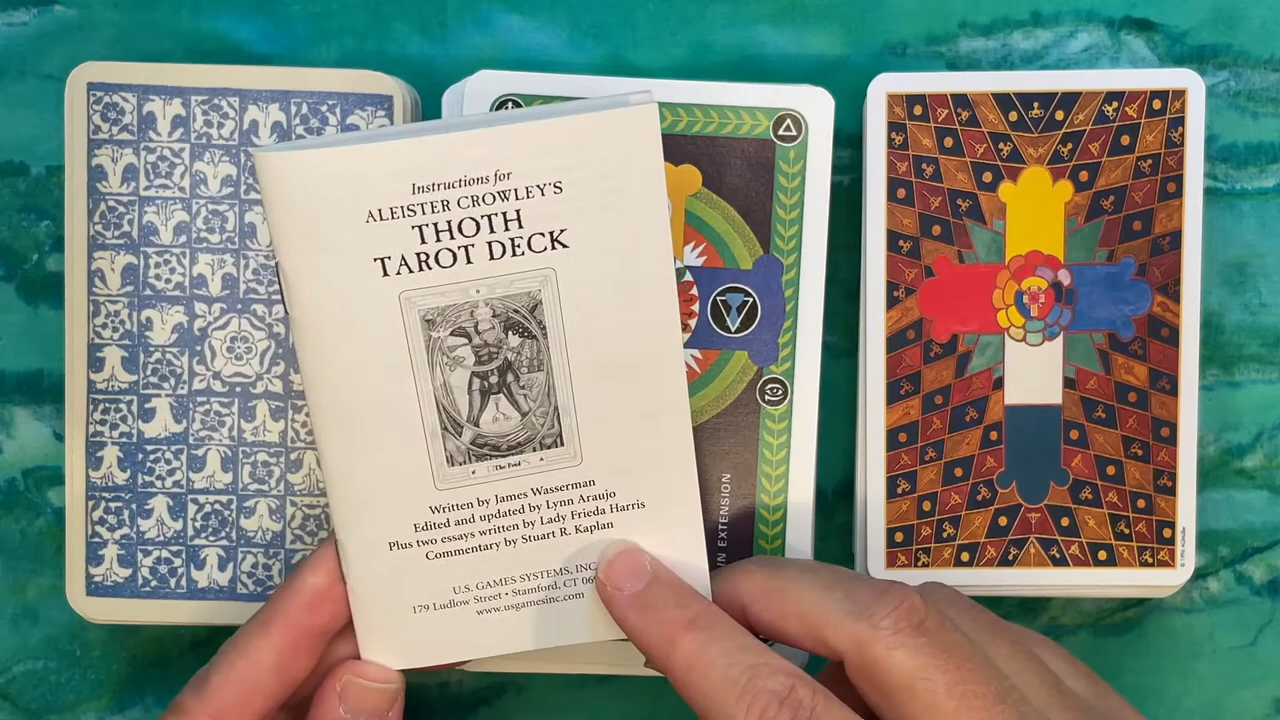 Instructions for
ALEISTER CROWLEY'S
THOTH
TAROT DECK
0
The Fool
Written by James Wasserman
Edited and updated by Lynn Araujo
Plus two essays written by Lady Frieda Harris
Commentary by Stuart R. Kaplan
U.S. GAMES SYSTEMS, INC.
179 Ludlow Street • Stamford, CT
www.usgamesinc.com
IN EXTENSION